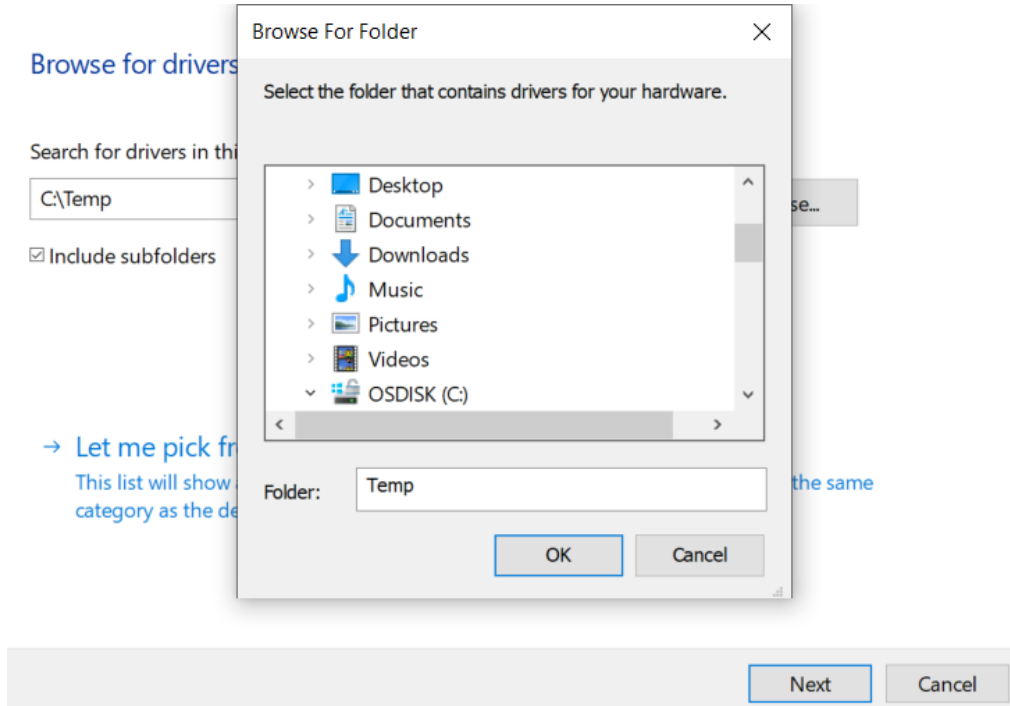 Browse For Folder
Browse for drivers
Select the folder that contains drivers for your hardware.
Search for drivers in thi
C:\Temp
se...
Include subfolders
Desktop
Documents
Downloads
Music
Pictures
Videos
OSDISK (C:)
Let me pick fr
This list will show
the same
category as the de
Folder:
Temp
OK
Cancel
Next
Cancel